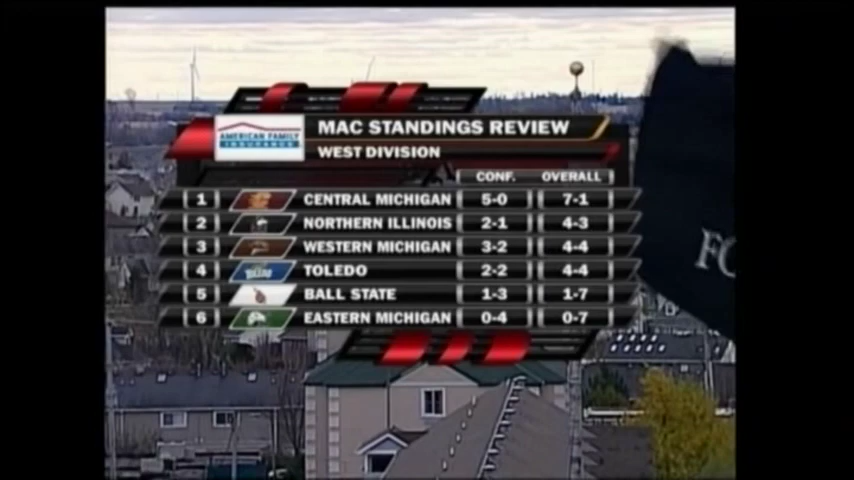 AMERICAN FAMILY
INSURANCE
MAC STANDINGS REVIEW
WEST DIVISION
CONF. OVERALL
1 CENTRAL MICHIGAN 5-0 7-1
2 NORTHERN ILLINOIS 2-1 4-3
3 WESTERN MICHIGAN 3-2 4-4
4 TOLEDO 2-2 4-4
5 BALL STATE 1-3 1-7
6 EASTERN MICHIGAN 0-4 0-7